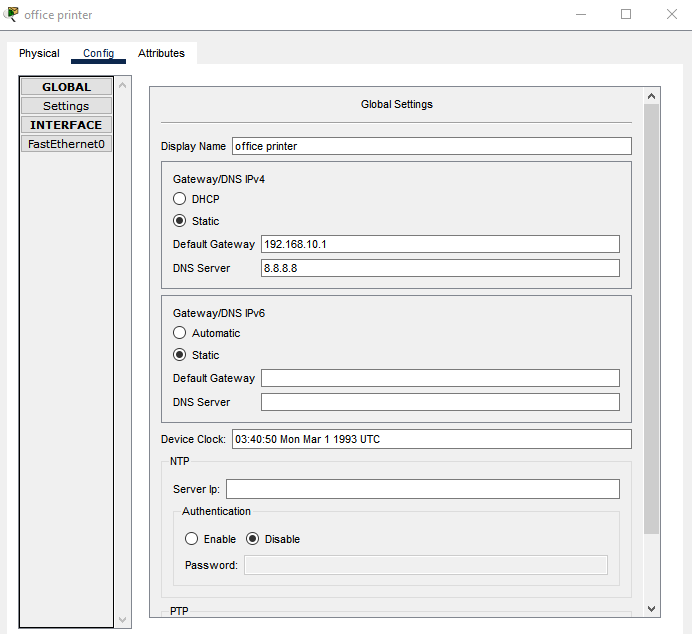 office printer
Physical Config Attributes
GLOBAL
Settings
INTERFACE
FastEthernet0
Global Settings
Display Name office printer
Gateway/DNS IPv4
DHCP
Static
Default Gateway 192.168.10.1
DNS Server 8.8.8.8
Gateway/DNS IPv6
Automatic
Static
Default Gateway
DNS Server
Device Clock: 03:40:50 Mon Mar 1 1993 UTC
NTP
Server Ip:
Authentication
Enable Disable
Password:
PTP